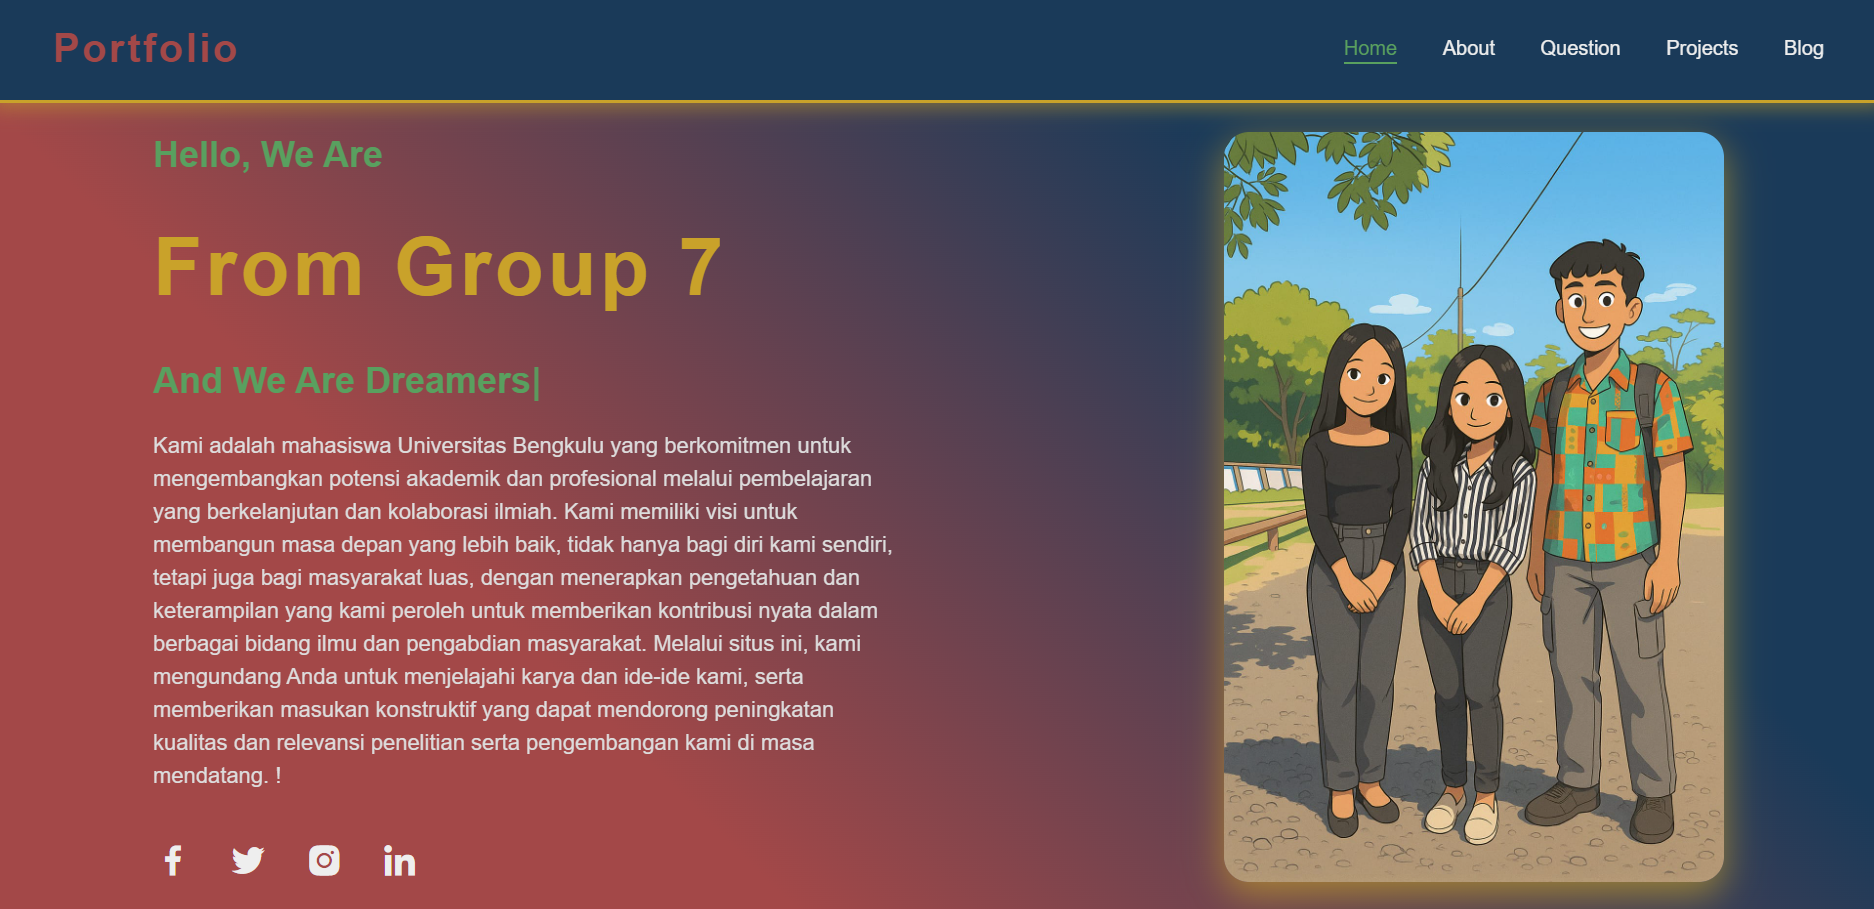 Portfolio
Home About Question Projects Blog
Hello, We Are
From Group 7
And We Are Dreamers|
Kami adalah mahasiswa Universitas Bengkulu yang berkomitmen untuk
mengembangkan potensi akademik dan profesional melalui pembelajaran
yang berkelanjutan dan kolaborasi ilmiah. Kami memiliki visi untuk
membangun masa depan yang lebih baik, tidak hanya bagi diri kami sendiri,
tetapi juga bagi masyarakat luas, dengan menerapkan pengetahuan dan
keterampilan yang kami peroleh untuk memberikan kontribusi nyata dalam
berbagai bidang ilmu dan pengabdian masyarakat. Melalui situs ini, kami
mengundang Anda untuk menjelajahi karya dan ide-ide kami, serta
memberikan masukan konstruktif yang dapat mendorong peningkatan
kualitas dan relevansi penelitian serta pengembangan kami di masa
mendatang. !